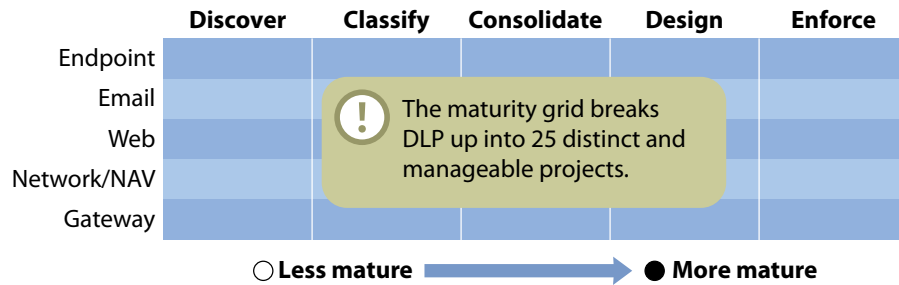 Discover Classify Consolidate Design Enforce
Endpoint
Email
Web
Network/NAV
Gateway
! The maturity grid breaks
DLP up into 25 distinct and
manageable projects.
Less mature More mature